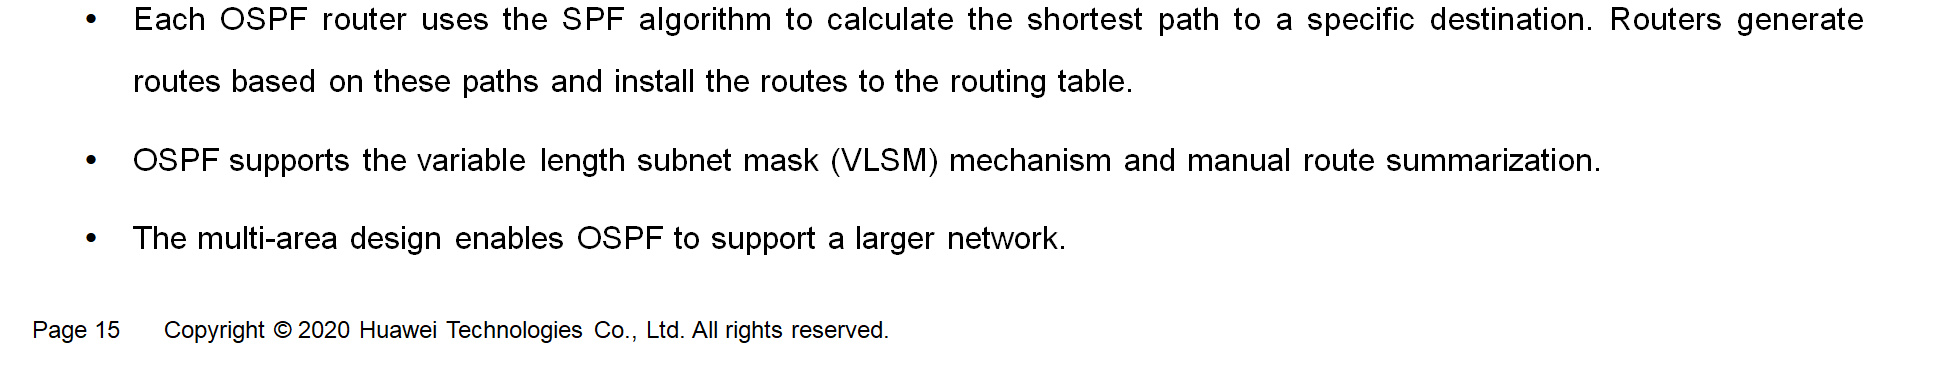 • Each OSPF router uses the SPF algorithm to calculate the shortest path to a specific destination. Routers generate
routes based on these paths and install the routes to the routing table.
• OSPF supports the variable length subnet mask (VLSM) mechanism and manual route summarization.
• The multi-area design enables OSPF to support a larger network.
Page 15 Copyright © 2020 Huawei Technologies Co., Ltd. All rights reserved.